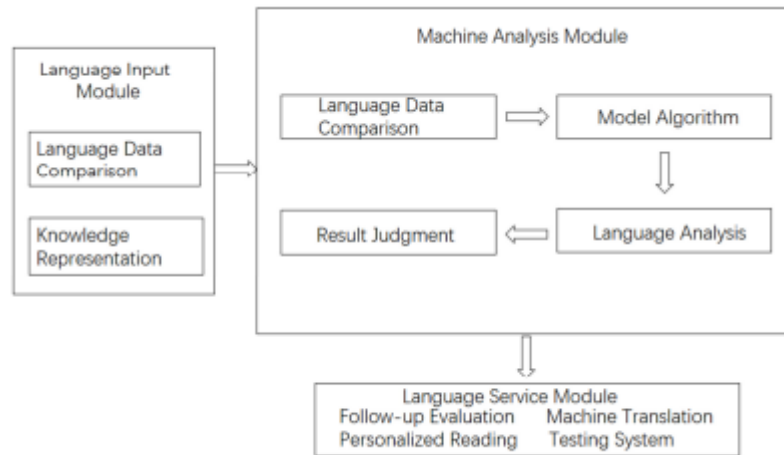 Language Input
Module
Language Data
Comparison
Knowledge
Representation
Machine Analysis Module
Language Data
Comparison
Model Algorithm
Result Judgment
Language Analysis
Language Service Module
Follow-up Evaluation Machine Translation
Personalized Reading Testing System